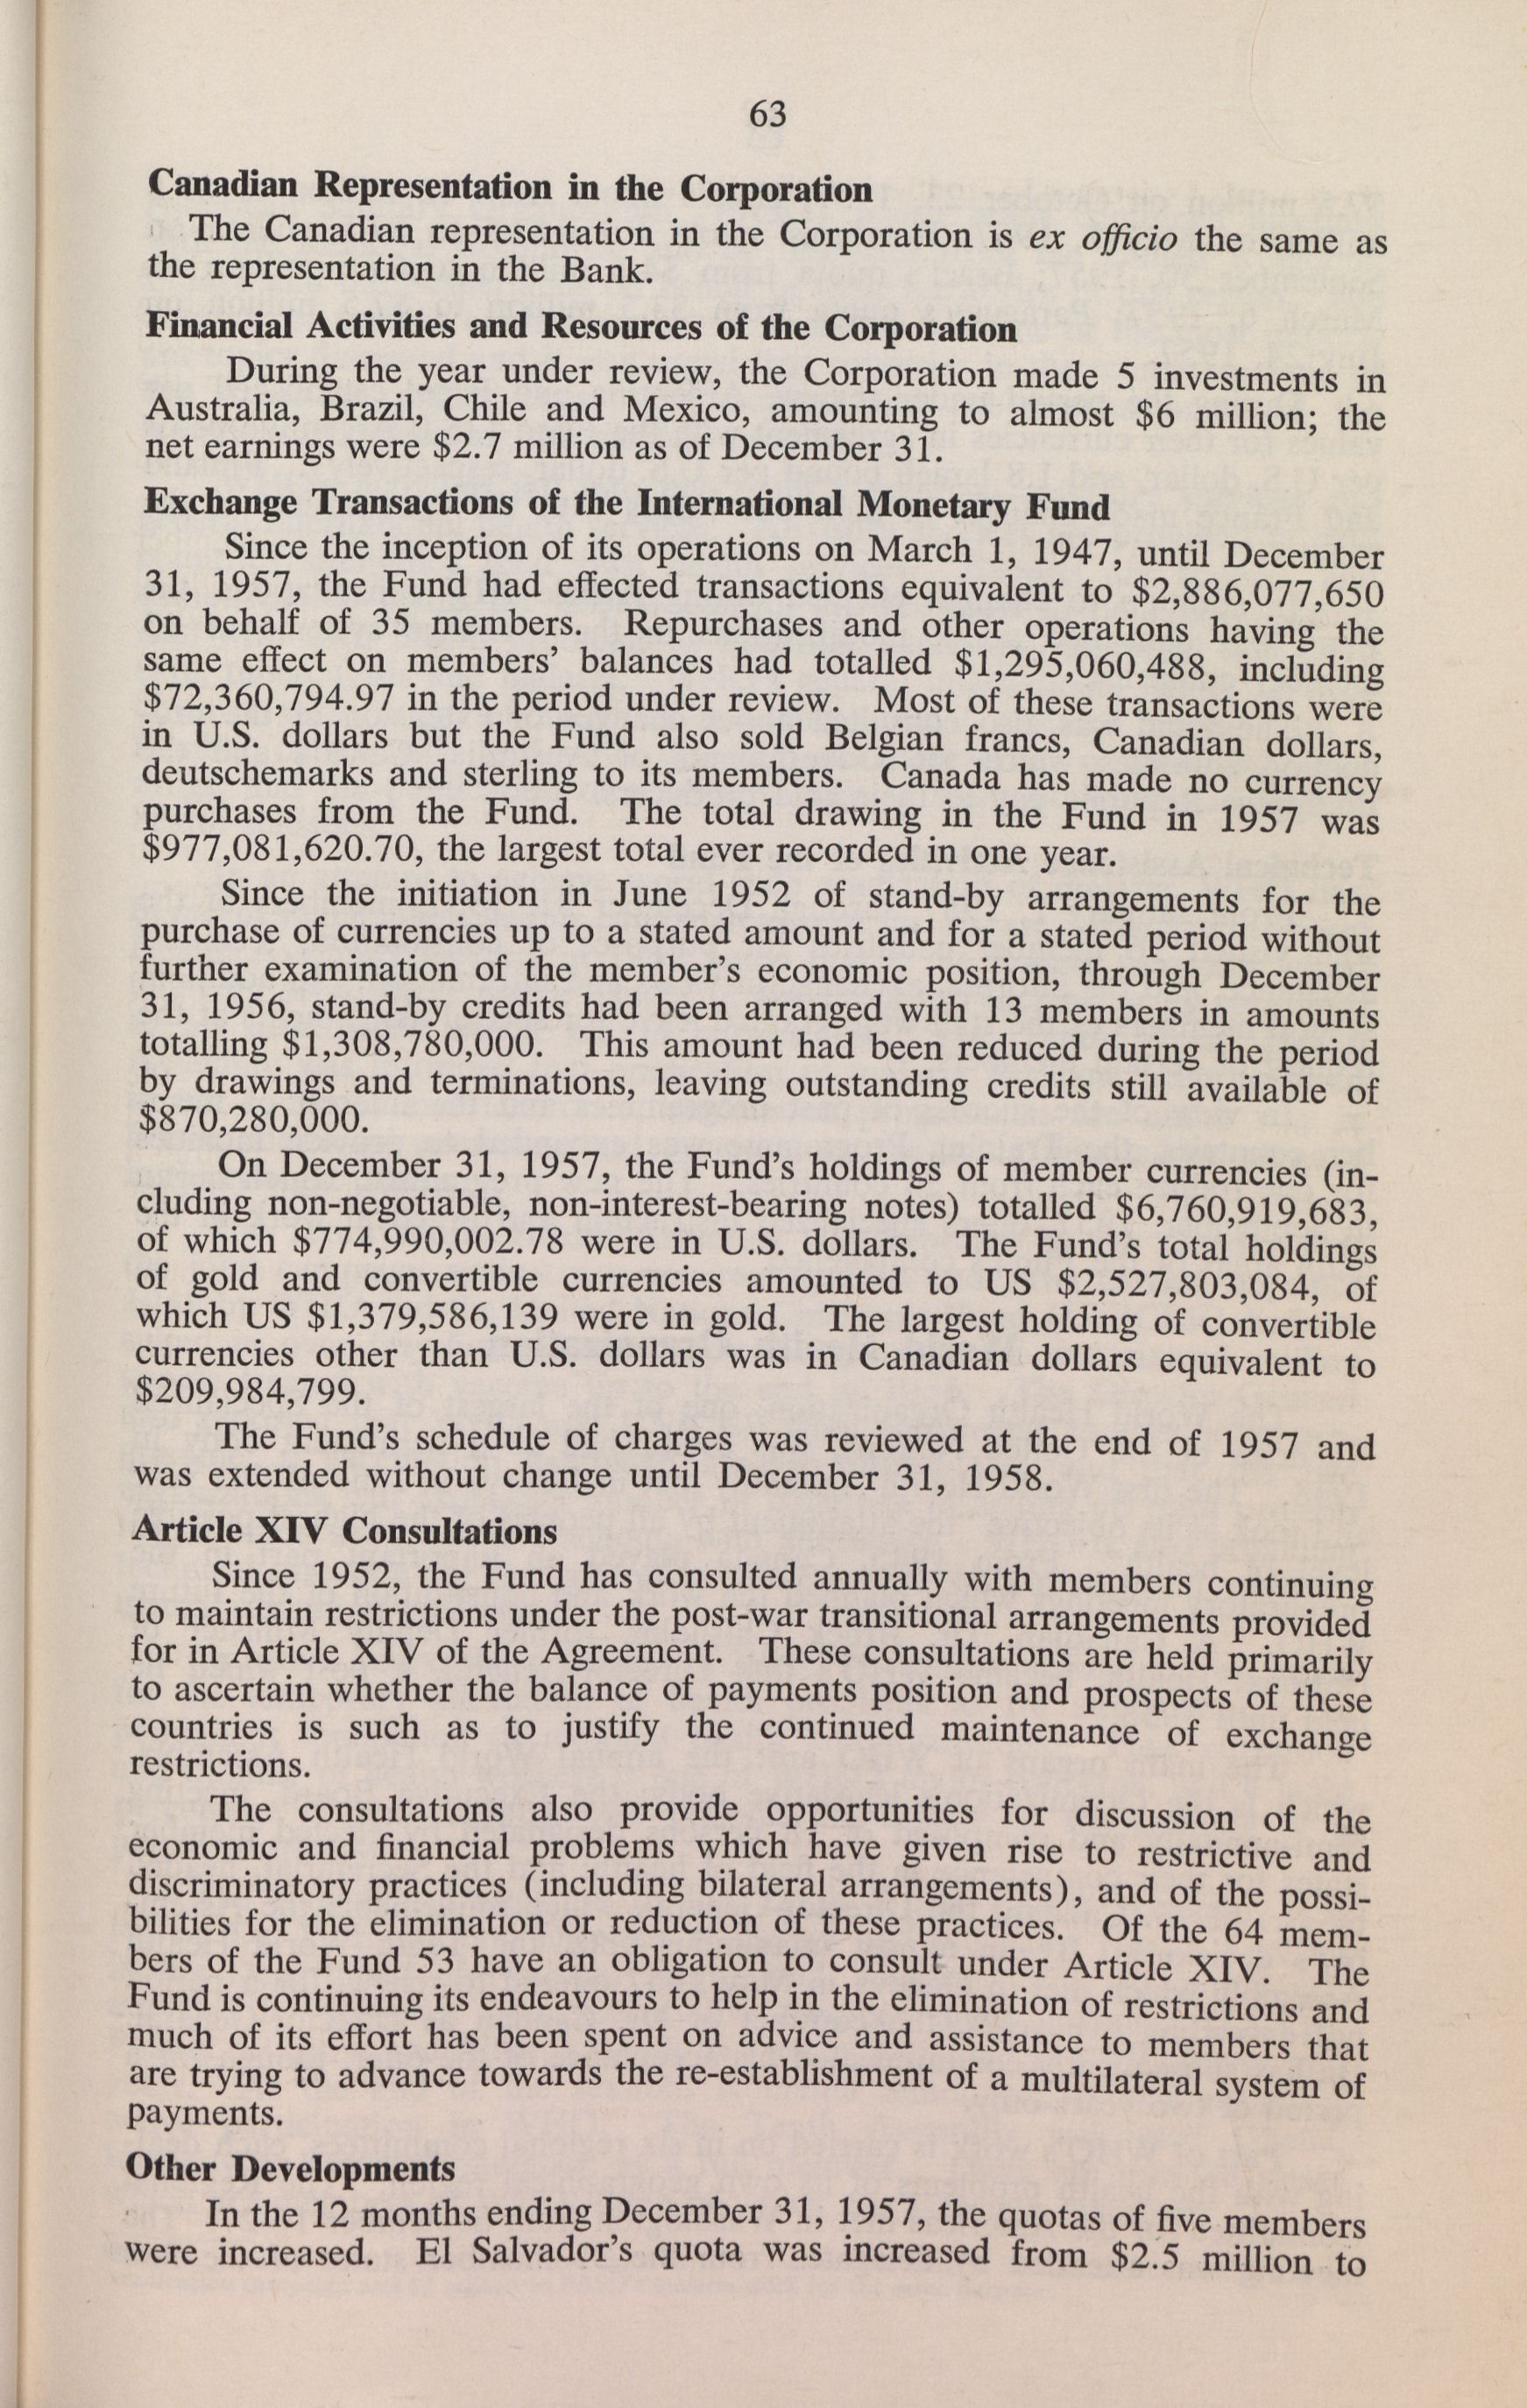 63
Canadian Representation in the Corporation
The Canadian representation in the Corporation is ex officio the same as
the representation in the Bank.
Financial Activities and Resources of the Corporation
During the year under review, the Corporation made 5 investments in
Australia, Brazil, Chile and Mexico, amounting to almost $6 million; the
net earnings were $2.7 million as of December 31.
Exchange Transactions of the International Monetary Fund
Since the inception of its operations on March 1, 1947, until December
31, 1957, the Fund had effected transactions equivalent to $2,886,077,650
on behalf of 35 members. Repurchases and other operations having the
same effect on members' balances had totalled $1,295,060,488, including
$72,360,794.97 in the period under review. Most of these transactions were
in U.S. dollars but the Fund also sold Belgian francs, Canadian dollars,
deutschemarks and sterling to its members. Canada has made no currency
purchases from the Fund. The total drawing in the Fund in 1957 was
$977,081,620.70, the largest total ever recorded in one year.
Since the initiation in June 1952 of stand-by arrangements for the
purchase of currencies up to a stated amount and for a stated period without
further examination of the member's economic position, through December
31, 1956, stand-by credits had been arranged with 13 members in amounts
totalling $1,308,780,000. This amount had been reduced during the period
by drawings and terminations, leaving outstanding credits still available of
$870,280,000.
On December 31, 1957, the Fund's holdings of member currencies (in-
cluding non-negotiable, non-interest-bearing notes) totalled $6,760,919,683,
of which $774,990,002.78 were in U.S. dollars. The Fund's total holdings
of gold and convertible currencies amounted to US $2,527,803,084, of
which US $1,379,586,139 were in gold. The largest holding of convertible
currencies other than U.S. dollars was in Canadian dollars equivalent to
$209,984,799.
The Fund's schedule of charges was reviewed at the end of 1957 and
was extended without change until December 31, 1958.
Article XIV Consultations
Since 1952, the Fund has consulted annually with members continuing
to maintain restrictions under the post-war transitional arrangements provided
for in Article XIV of the Agreement. These consultations are held primarily
to ascertain whether the balance of payments position and prospects of these
countries is such as to justify the continued maintenance of exchange
restrictions.
The consultations also provide opportunities for discussion of the
economic and financial problems which have given rise to restrictive and
discriminatory practices (including bilateral arrangements), and of the possi-
bilities for the elimination or reduction of these practices. Of the 64 mem-
bers of the Fund 53 have an obligation to consult under Article XIV. The
Fund is continuing its endeavours to help in the elimination of restrictions and
much of its effort has been spent on advice and assistance to members that
are trying to advance towards the re-establishment of a multilateral system of
payments.
Other Developments
In the 12 months ending December 31, 1957, the quotas of five members
were increased. El Salvador's quota was increased from $2.5 million to